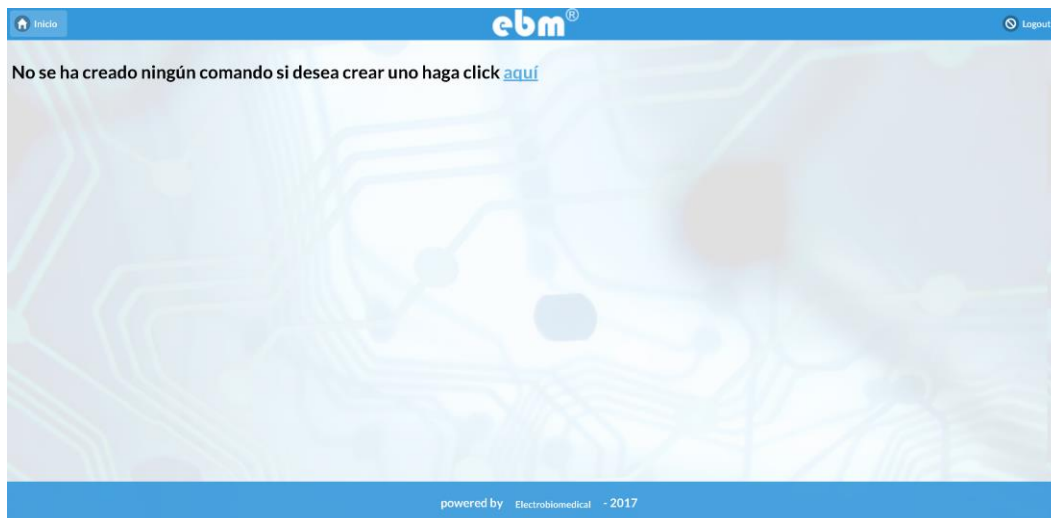 Inicio
ebm®
Logout
No se ha creado ningún comando si desea crear uno haga click aquí
powered by Electrobiomedical - 2017